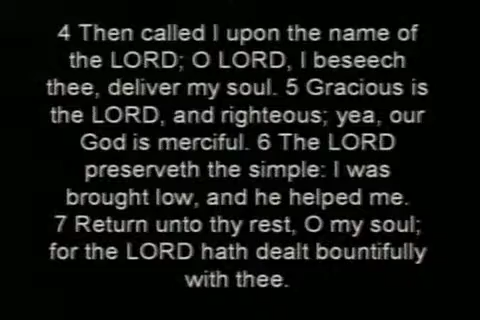 4 Then called I upon the name of
the LORD; O LORD, I beseech
thee, deliver my soul. 5 Gracious is
the LORD, and righteous; yea, our
God is merciful. 6 The LORD
preserveth the simple: I was
brought low, and he helped me.
7 Return unto thy rest, O my soul;
for the LORD hath dealt bountifully
with thee.